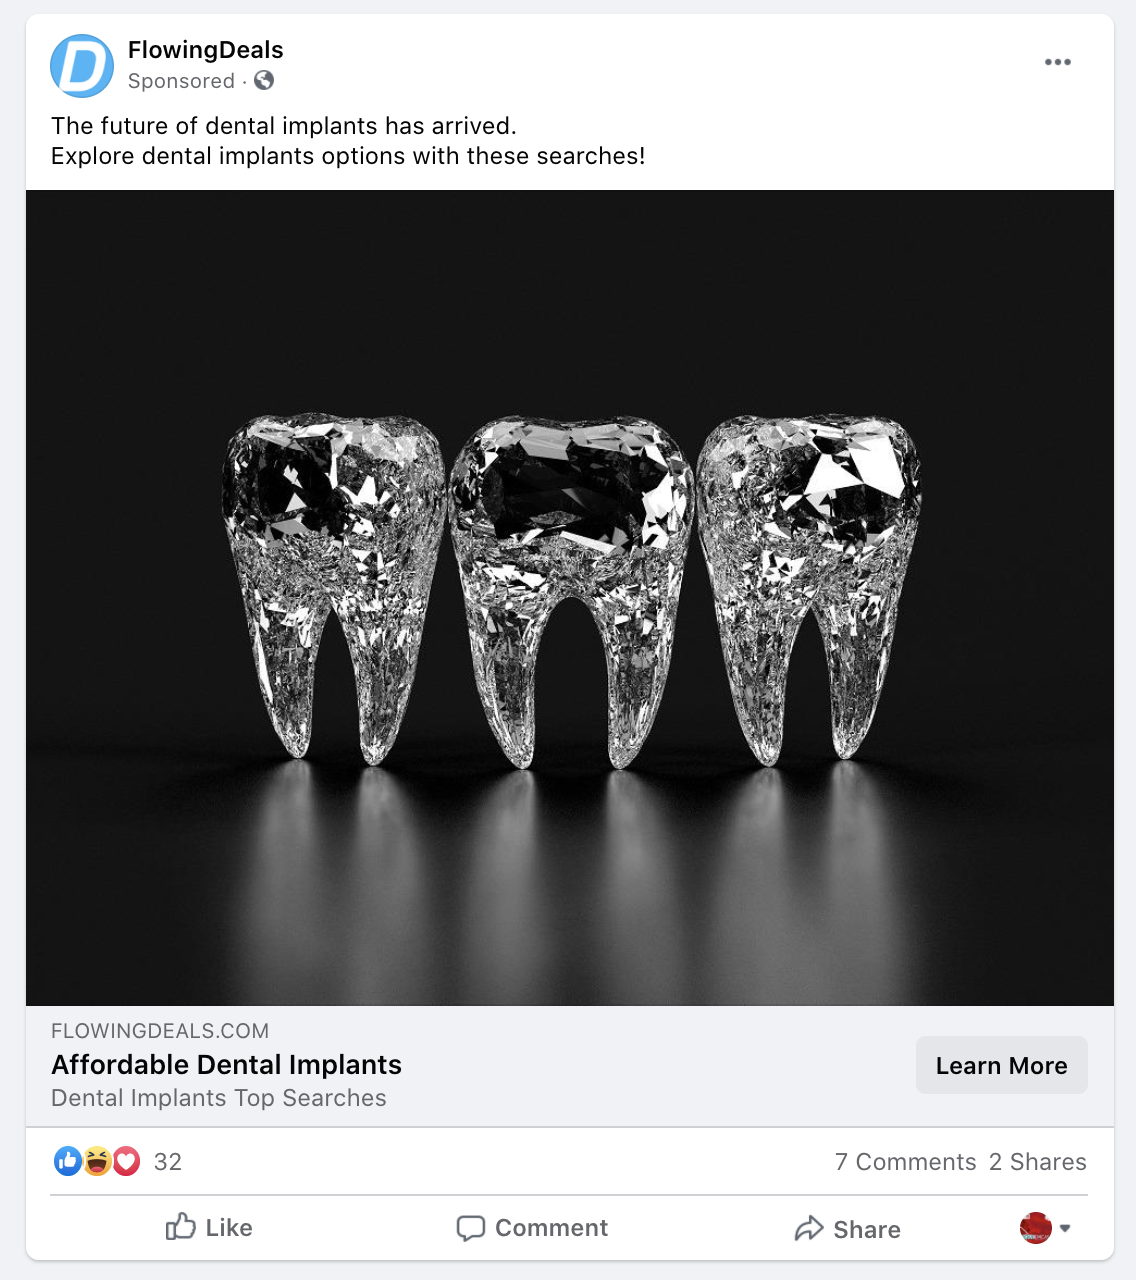 D
FlowingDeals
Sponsored ·
The future of dental implants has arrived.
Explore dental implants options with these searches!
FLOWINGDEALS.COM
Affordable Dental Implants
Dental Implants Top Searches
Learn More
32
7 Comments 2 Shares
Like
Comment
Share